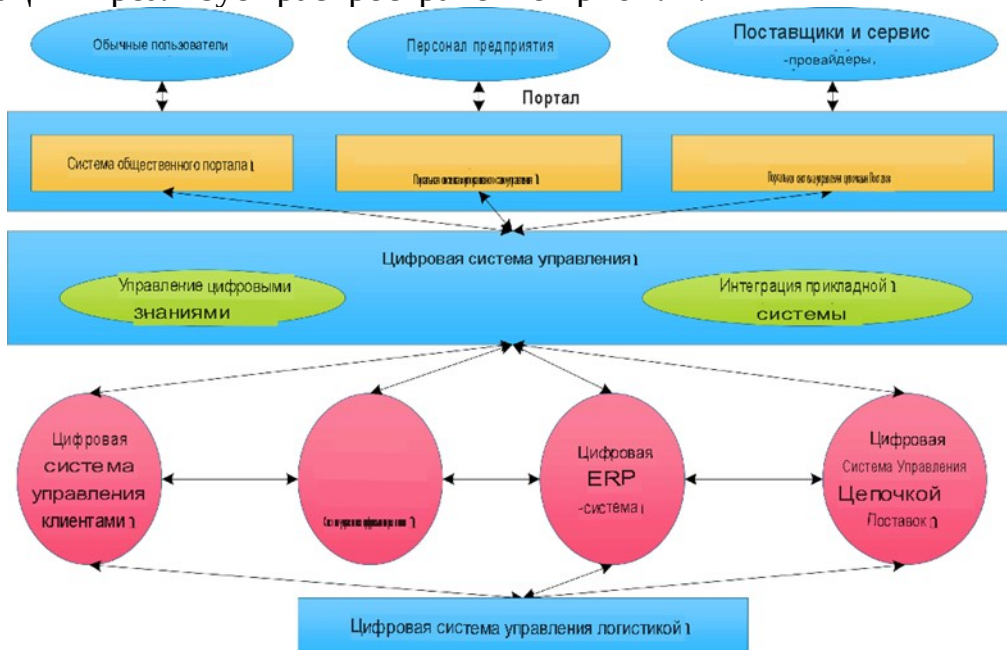 Обычные пользователи
Персонал предприятия
Поставщики и сервис
-провайдеры.
Портал
Система общественного портала
Цифровая система управления
Управление цифровыми
знаниями
Интеграция прикладной
системы
Цифровая
система
управления
клиентами
Цифровая
ERP
-система
Цифровая
Система Управления
Цепочкой
Поставок
Цифровая система управления логистикой